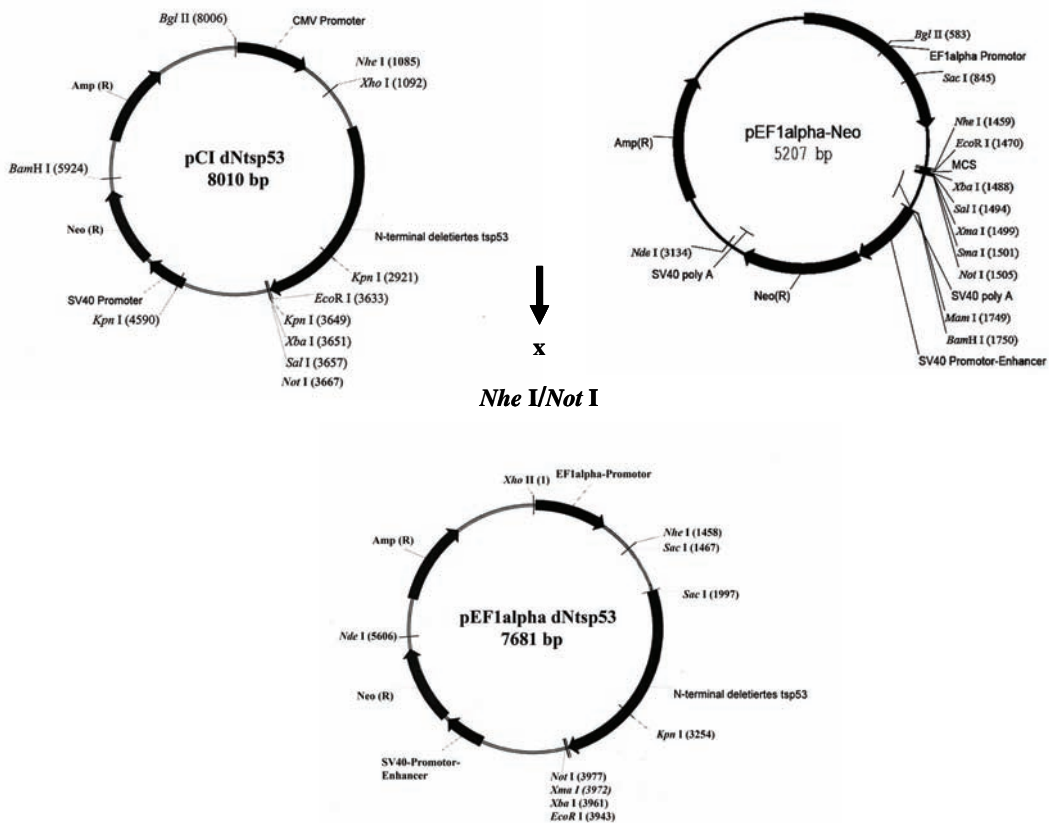 Bgl II (8006)
CMV Promoter
Nhe I (1085)
Xho I (1092)
Amp (R)
pCI dNtsp53
8010 bp
BamH I (5924)
Neo (R)
N-terminal deletiertes tsp53
Kpn I (2921)
SV40 Promoter
EcoR I (3633)
Kpn I (4590)
Kpn I (3649)
Xba I (3651)
Sal I (3657)
Not I (3667)
Bgl II (583)
EF1alpha Promotor
Sac I (845)
Amp(R)
pEF1alpha-Neo
5207 bp
Nhe I (1459)
EcoR I (1470)
MCS
Xba I (1488)
Sal I (1494)
Xma I (1499)
Sma I (1501)
Not I (1505)
Nde I (3134)
SV40 poly A
Neo(R)
SV40 poly A
Mam I (1749)
BamH I (1750)
SV40 Promotor-Enhancer
x
Nhe I/Not I
Xho II (1)
EF1alpha-Promotor
Nhe I (1458)
Sac I (1467)
Amp (R)
Sac I (1997)
pEF1alpha dNtsp53
7681 bp
Nde I (5606)
Neo (R)
N-terminal deletiertes tsp53
Kpn I (3254)
SV40-Promotor-
Enhancer
Not I (3977)
Xma I (3972)
Xba I (3961)
EcoR I (3943)